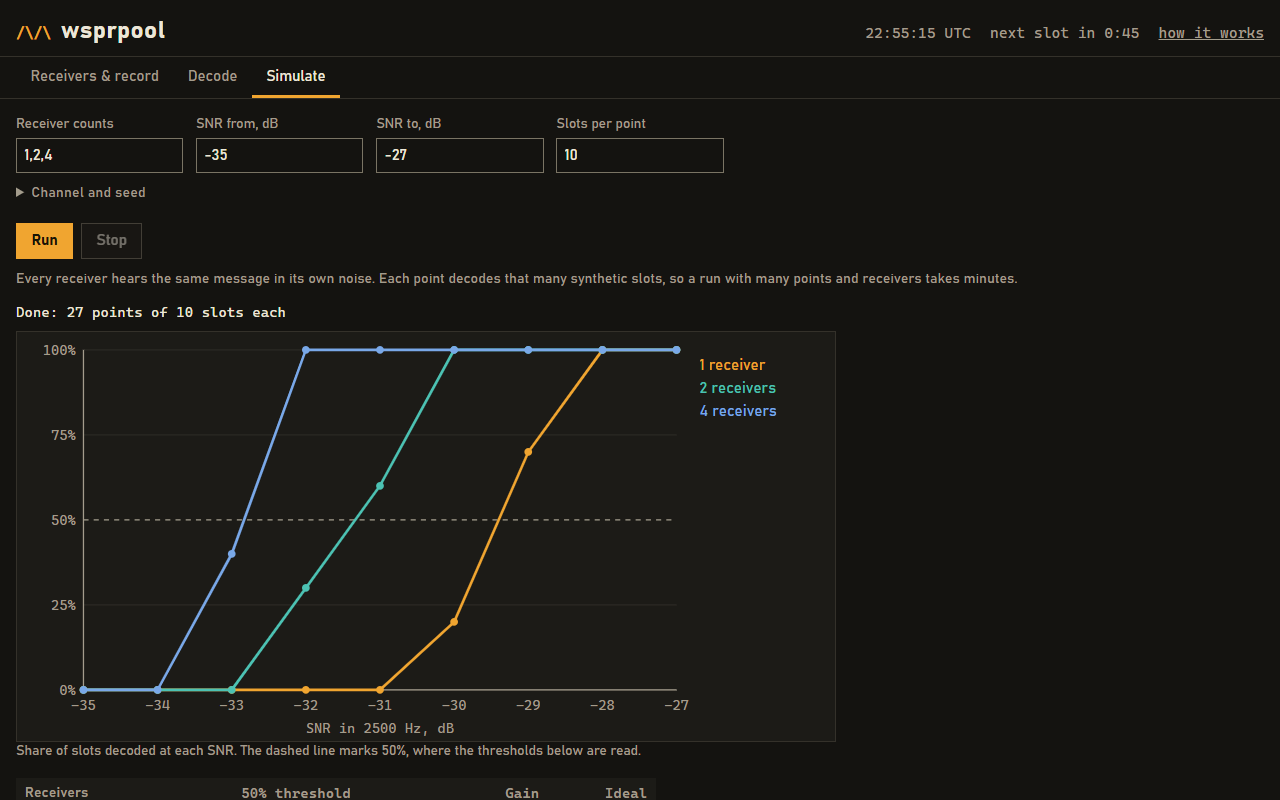 /\/\ wsprpool 22:55:15 UTC next slot in 0:45 how it works
Receivers & record Decode Simulate
Receiver counts SNR from, dB SNR to, dB Slots per point
1,2,4 -35 -27 10
Channel and seed
Run Stop
Every receiver hears the same message in its own noise. Each point decodes that many synthetic slots, so a run with many points and receivers takes minutes.
Done: 27 points of 10 slots each
100%
1 receiver
2 receivers
4 receivers
75%
50%
25%
0%
−35 −34 −33 −32 −31 −30 −29 −28 −27
SNR in 2500 Hz, dB
Share of slots decoded at each SNR. The dashed line marks 50%, where the thresholds below are read.
Receivers 50% threshold Gain Ideal